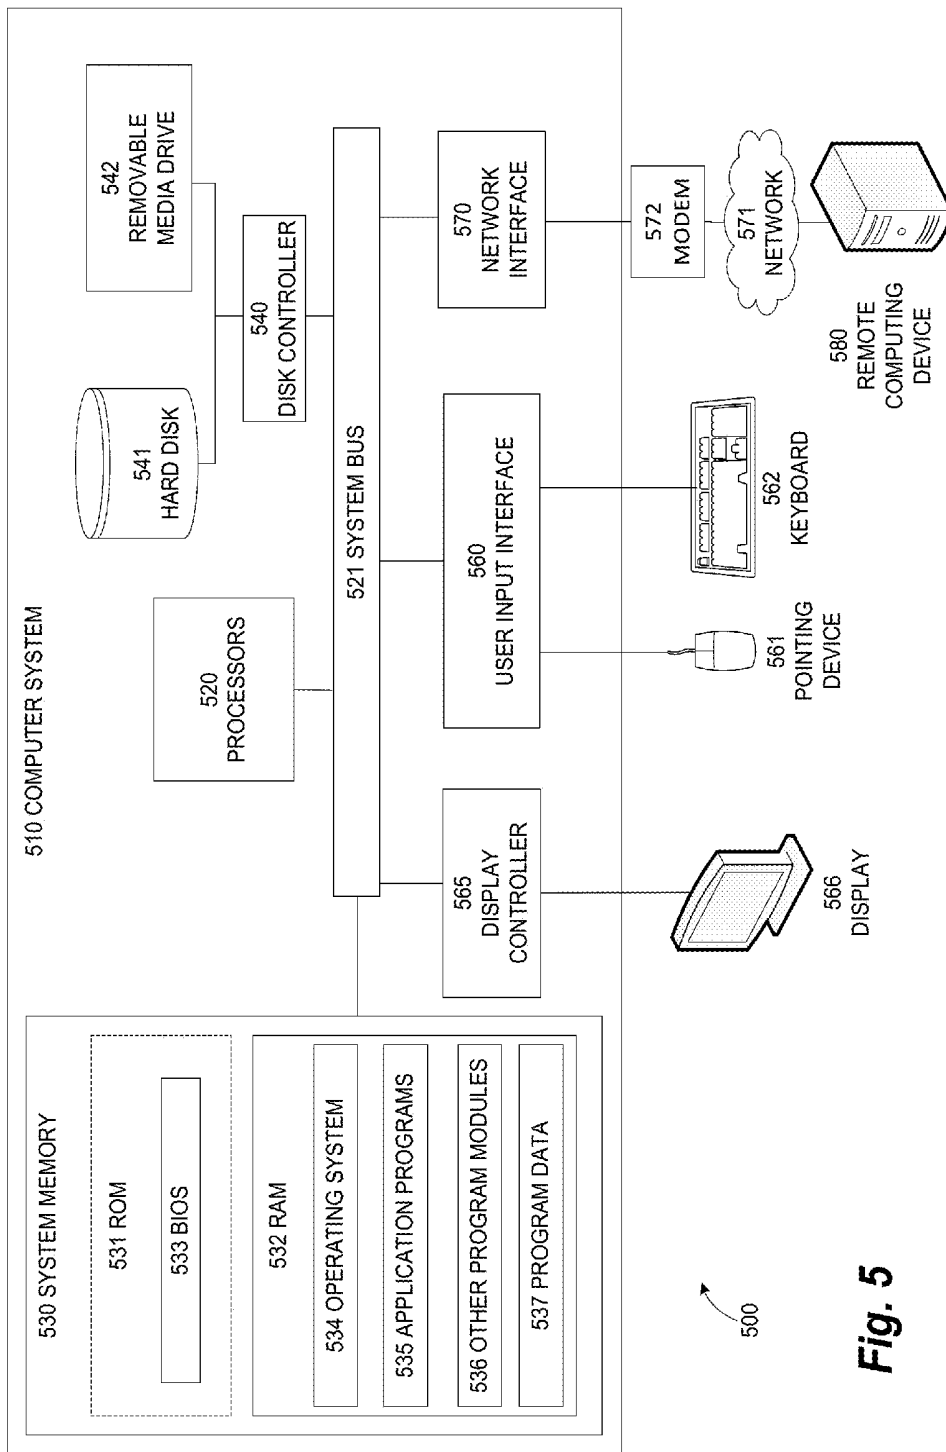 510 COMPUTER SYSTEM
530 SYSTEM MEMORY
531 ROM
533 BIOS
532 RAM
534 OPERATING SYSTEM
535 APPLICATION PROGRAMS
536 OTHER PROGRAM MODULES
537 PROGRAM DATA
520
PROCESSORS
541
HARD DISK
542
REMOVABLE
MEDIA DRIVE
540
DISK CONTROLLER
521 SYSTEM BUS
565
DISPLAY
CONTROLLER
560
USER INPUT INTERFACE
570
NETWORK
INTERFACE
572
MODEM
571
NETWORK
566
DISPLAY
561
POINTING
DEVICE
562
KEYBOARD
580
REMOTE
COMPUTING
DEVICE
500
Fig. 5